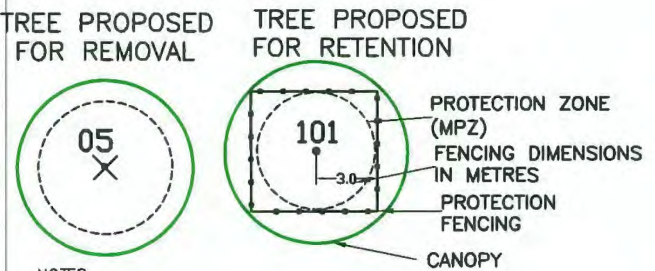 TREE PROPOSED
FOR REMOVAL
TREE PROPOSED
FOR RETENTION
05
101
3.0
PROTECTION ZONE
(MPZ)
FENCING DIMENSIONS
IN METRES
PROTECTION
FENCING
CANOPY
NOTES